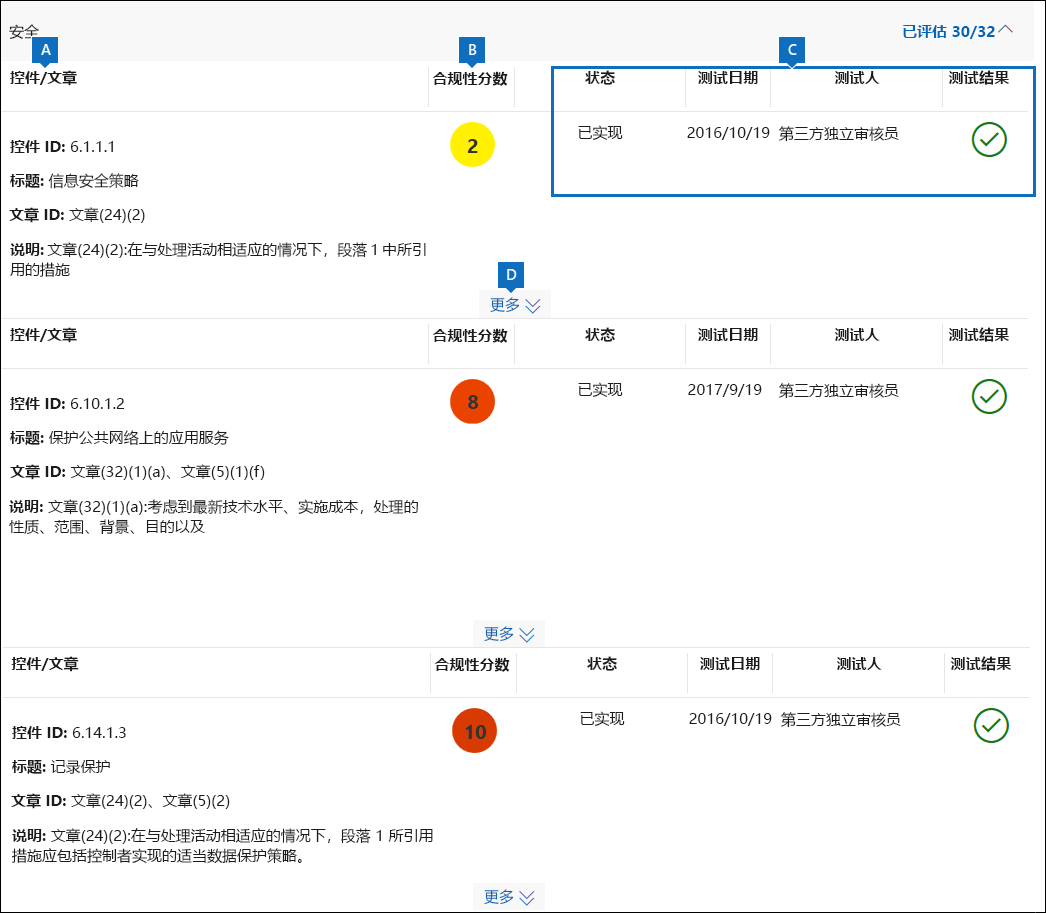 安全 已评估 30/32
A B C
控件/文章 合规性分数 状态 测试日期 测试人 测试结果
已实现 2016/10/19 第三方独立审核员
控件 ID: 6.1.1.1 2
标题: 信息安全策略
文章 ID: 文章(24)(2)
说明: 文章(24)(2):在与处理活动相适应的情况下，段落 1 中所引
用的措施
D
更多
控件/文章 合规性分数 状态 测试日期 测试人 测试结果
已实现 2017/9/19 第三方独立审核员
控件 ID: 6.10.1.2 8
标题: 保护公共网络上的应用服务
文章 ID: 文章(32)(1)(a)、文章(5)(1)(f)
说明: 文章(32)(1)(a):考虑到最新技术水平、实施成本，处理的
性质、范围、背景、目的以及
更多
控件/文章 合规性分数 状态 测试日期 测试人 测试结果
已实现 2016/10/19 第三方独立审核员
控件 ID: 6.14.1.3 10
标题: 记录保护
文章 ID: 文章(24)(2)、文章(5)(2)
说明: 文章(24)(2):在与处理活动相适应的情况下，段落 1 所引用
措施应包括控制者实现的适当数据保护策略。
更多